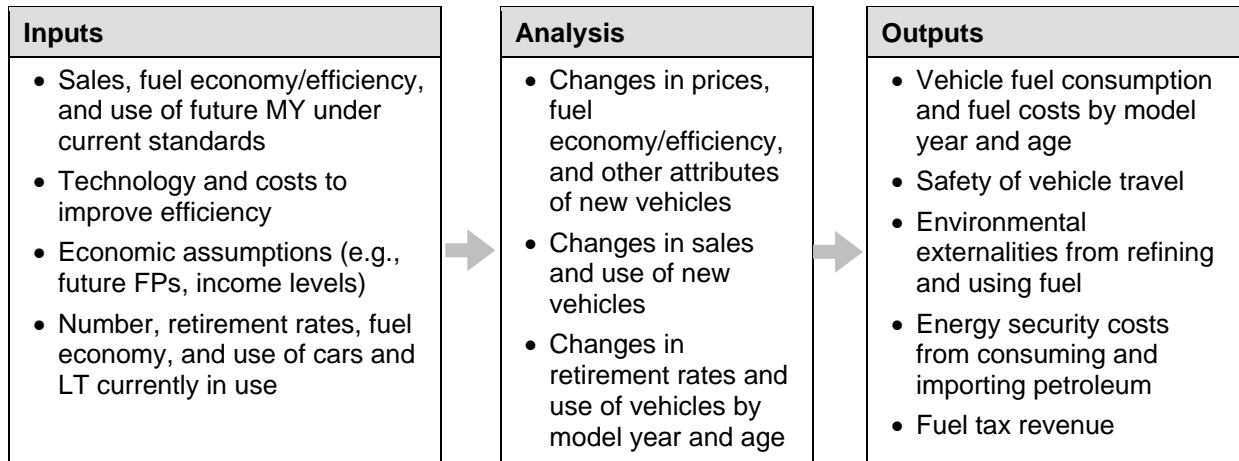 Inputs
• Sales, fuel economy/efficiency,
and use of future MY under
current standards
• Technology and costs to
improve efficiency
• Economic assumptions (e.g.,
future FPs, income levels)
• Number, retirement rates, fuel
economy, and use of cars and
LT currently in use
Analysis
• Changes in prices,
fuel
economy/efficiency,
and other attributes
of new vehicles
• Changes in sales
and use of new
vehicles
• Changes in
retirement rates and
use of vehicles by
model year and age
Outputs
• Vehicle fuel consumption
and fuel costs by model
year and age
• Safety of vehicle travel
• Environmental
externalities from refining
and using fuel
• Energy security costs
from consuming and
importing petroleum
• Fuel tax revenue